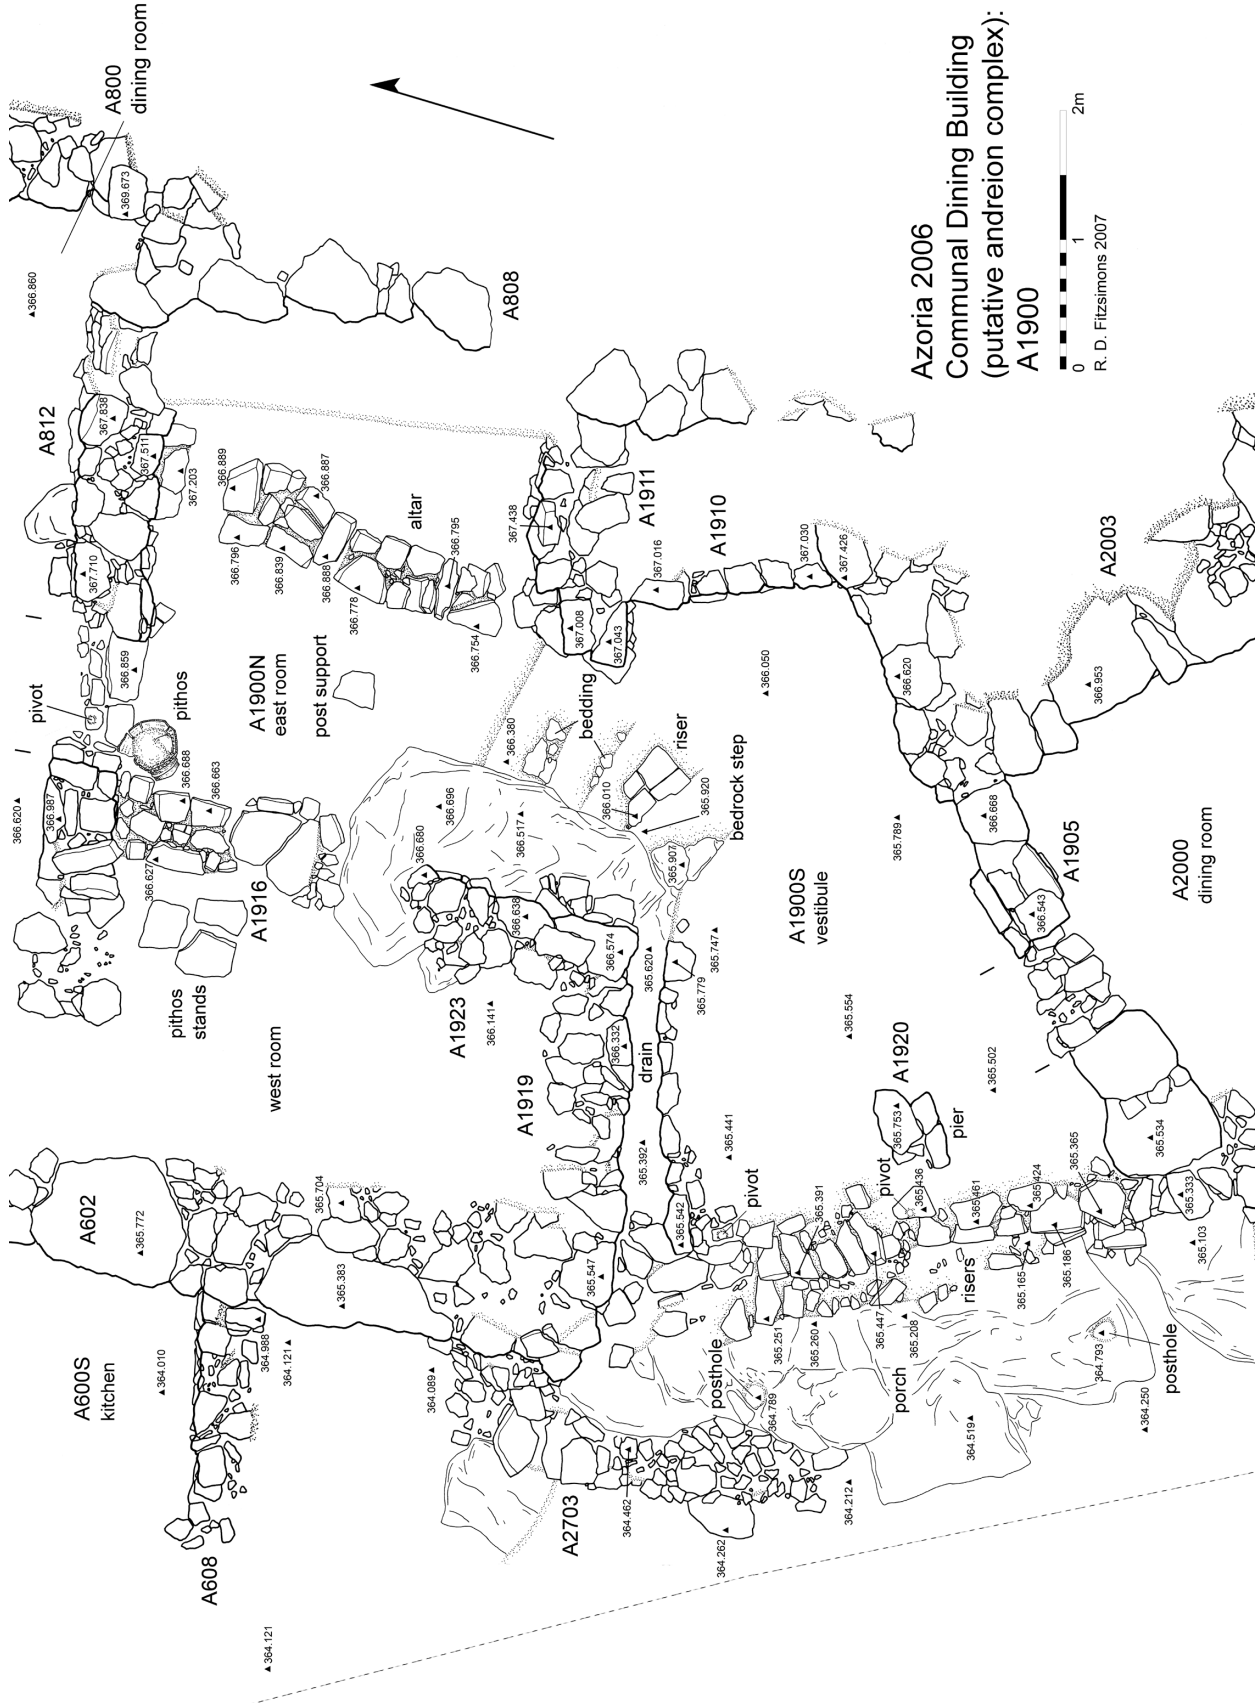 A800
dining room
369.673
366.860
A808
A812
367.838
367.511
367.203
367.710
366.889
366.887
366.796
366.839
366.888
366.778
altar
366.795
366.754
pivot
366.859
pithos
A1900N
east room
post support
366.620
366.987
366.688
366.663
366.627
A1916
pithos
stands
west room
367.438
A1911
367.008
367.043
367.016
A1910
367.030
367.426
366.050
366.380
bedding
riser
366.010
365.920
bedrock step
366.696
366.517
366.680
366.638
366.574
365.907
A1923
366.141
A1919
366.332
drain
365.620
365.779
365.747
365.789
A1900S
vestibule
365.554
365.502
366.620
366.668
A1905
366.543
A2003
366.953
A2000
dining room
A1920
365.753
pier
365.534
365.392
365.441
365.542
pivot
365.391
pivot
365.436
365.461
365.424
365.365
365.333
365.103
365.186
365.165
risers
365.251
365.260
365.447
365.208
A602
365.772
365.704
365.383
365.547
A600S
kitchen
364.010
364.988
364.121
364.089
A608
364.121
A2703
364.462
364.262
posthole
364.789
porch
364.212
364.519
364.793
posthole
364.250
Azoria 2006
Communal Dining Building
(putative andreion complex):
A1900
0
1
2m
R. D. Fitzsimons 2007